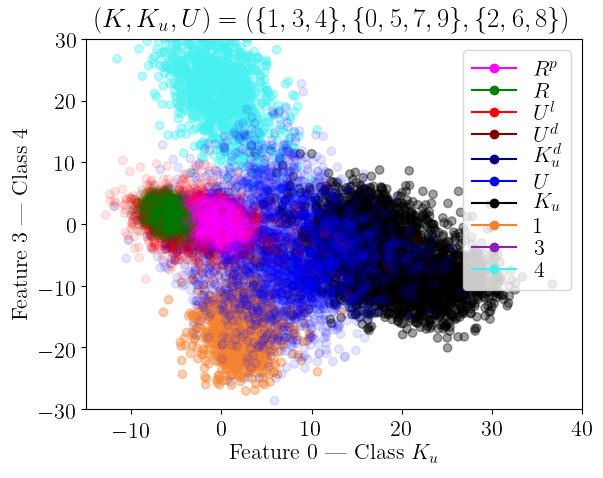 (K, K_u, U) = ({1, 3, 4}, {0, 5, 7, 9}, {2, 6, 8})
30
20
10
0
−10
−20
−30
Feature 3 — Class 4
R^p
R
U^l
U^d
K_u^d
U
K_u
1
3
4
−10
0
10
20
30
40
Feature 0 — Class K_u